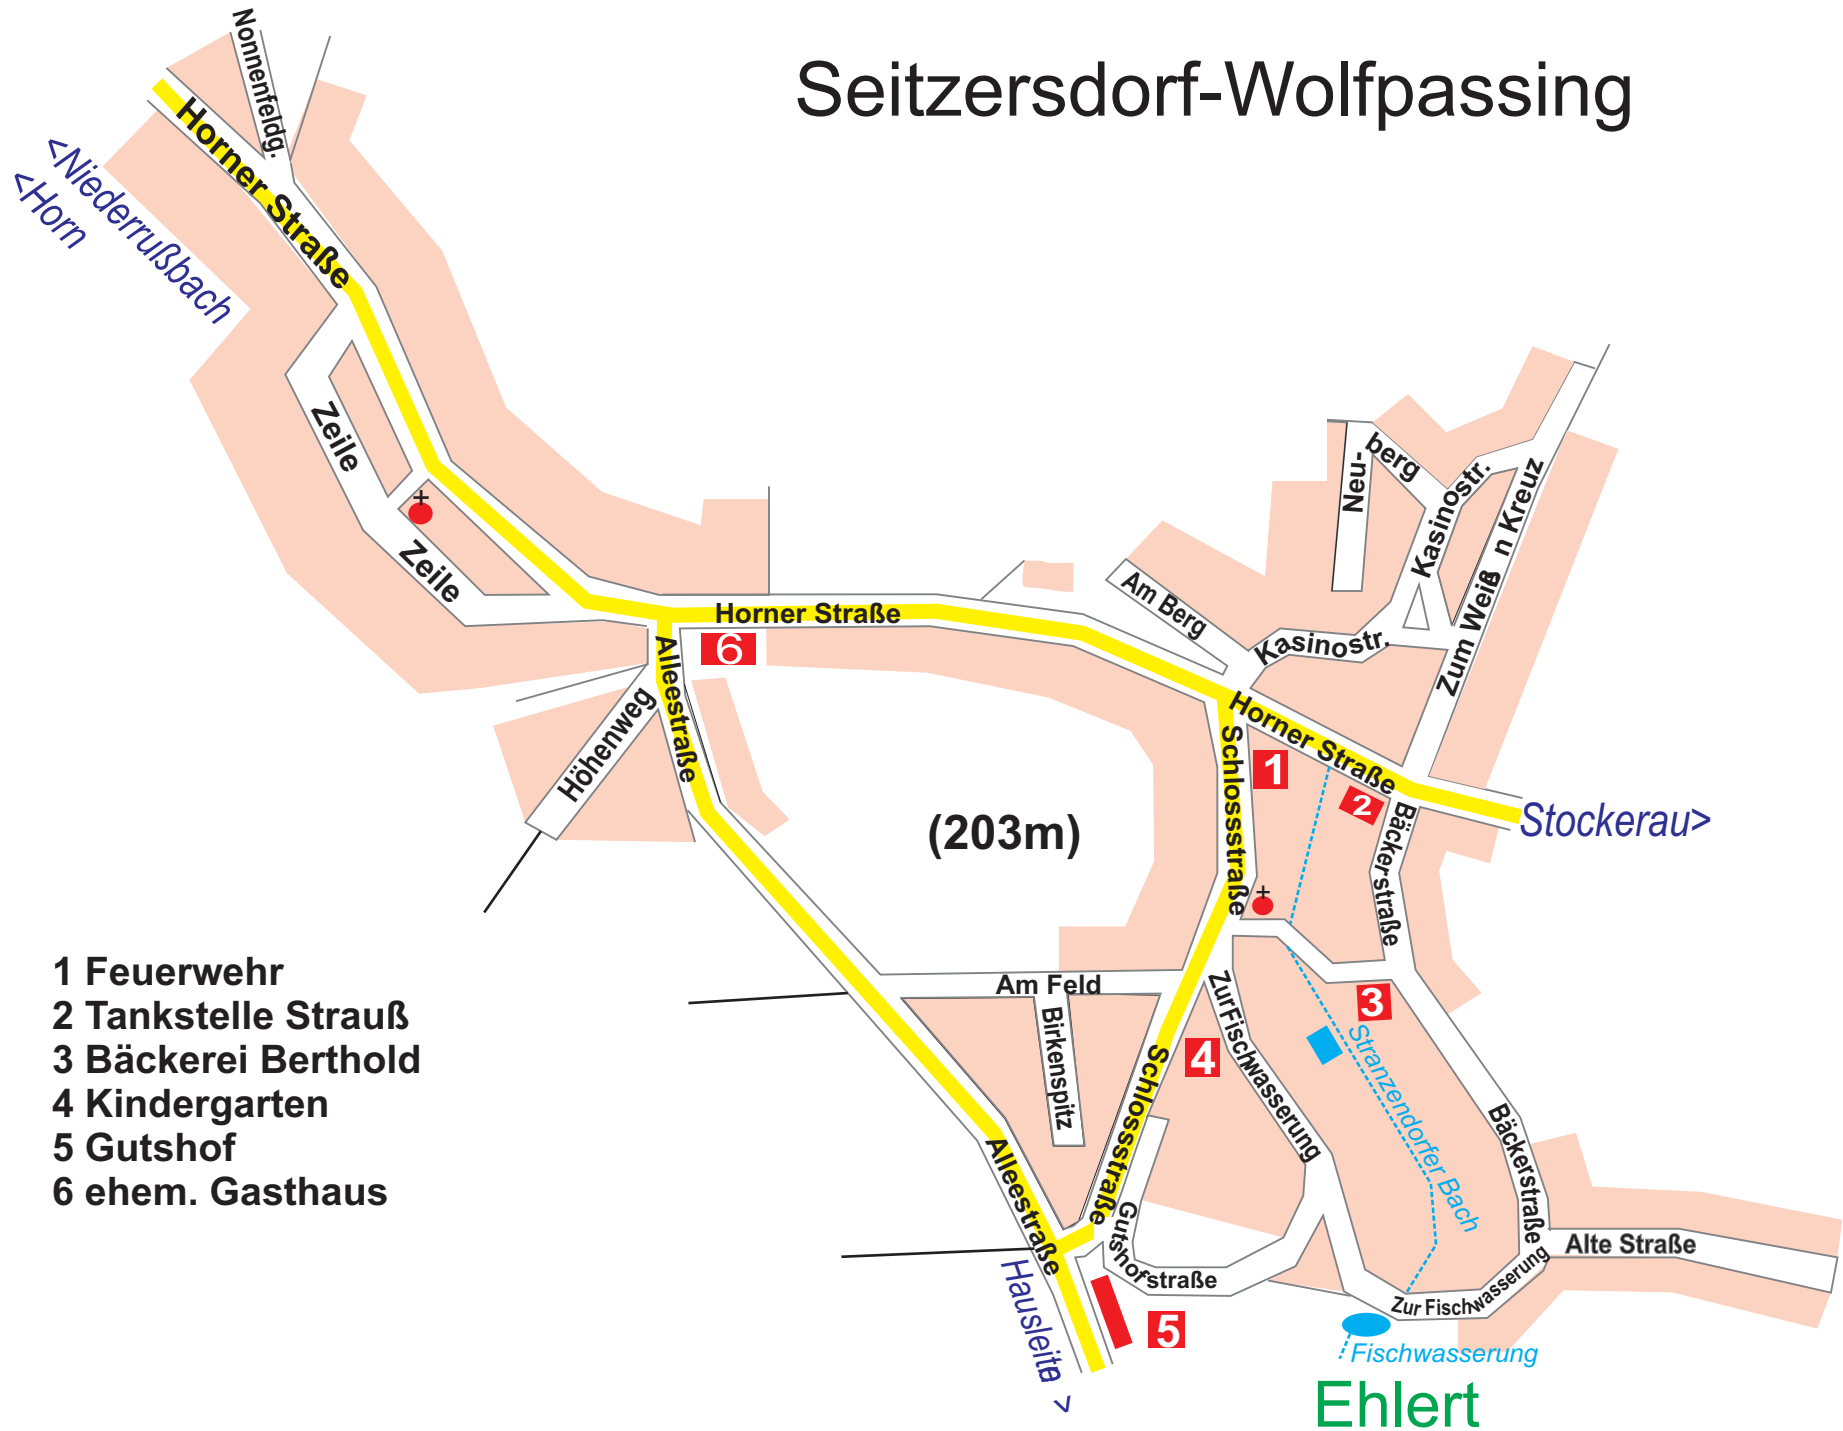 Seitzersdorf-Wolfpassing
Nonnenfeldg.
Horner Straße
<Niederrußbach
<Horn
Zeile
Zeile
Horner Straße
6
Alleestraße
Höhenweg
Am Berg
Neu-
berg
Kasinostr.
Kasinostr.
Zum Weiß n Kreuz
Horner Straße
Schlossstraße
1
2
Stockerau>
Bäckerstraße
(203m)
Am Feld
Birkenspitz
Zur Fischwasserung
3
4
Stranzendorfer Bach
Schlossstraße
Bäckerstraße
Alleestraße
Gutshofstraße
Alte Straße
Zur Fischwasserung
Hausleitn >
5
Fischwasserung
Ehlert
1 Feuerwehr
2 Tankstelle Strauß
3 Bäckerei Berthold
4 Kindergarten
5 Gutshof
6 ehem. Gasthaus